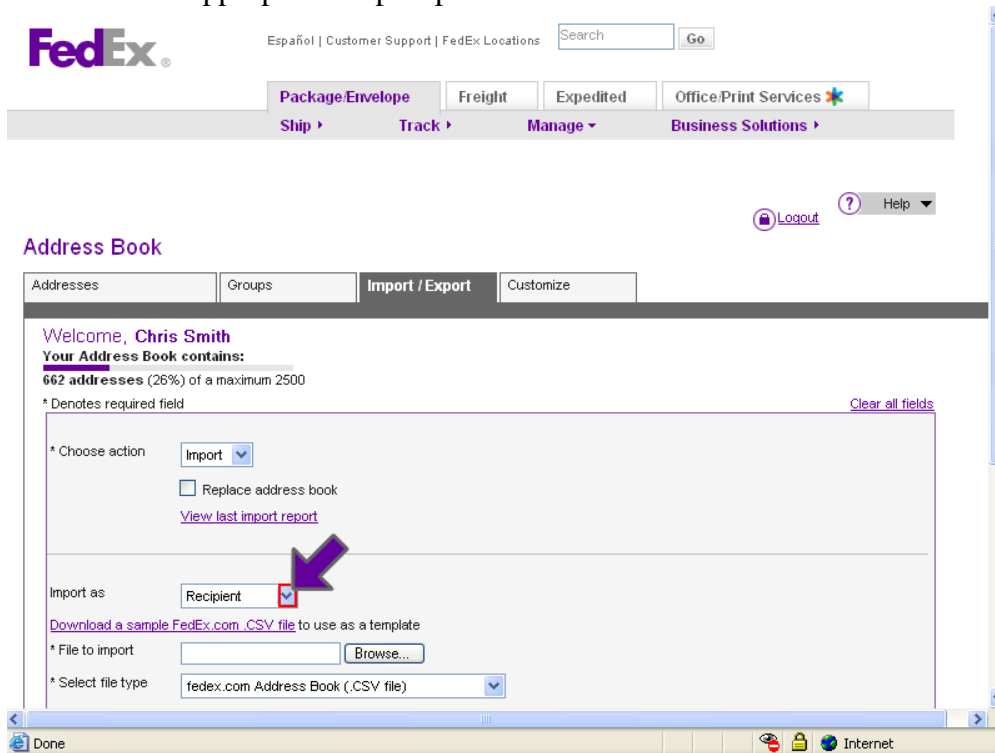 FedEx®
Español | Customer Support | FedEx Locations Search Go
Package/Envelope Freight Expedited Office/Print Services
Ship Track Manage Business Solutions
Logout ? Help
Address Book
Addresses Groups Import / Export Customize
Welcome, Chris Smith
Your Address Book contains:
662 addresses (26%) of a maximum 2500
* Denotes required field Clear all fields
* Choose action Import
Replace address book
View last import report
Import as Recipient
Download a sample FedEx.com .CSV file to use as a template
* File to import Browse...
* Select file type fedex.com Address Book (.CSV file)
Done Internet